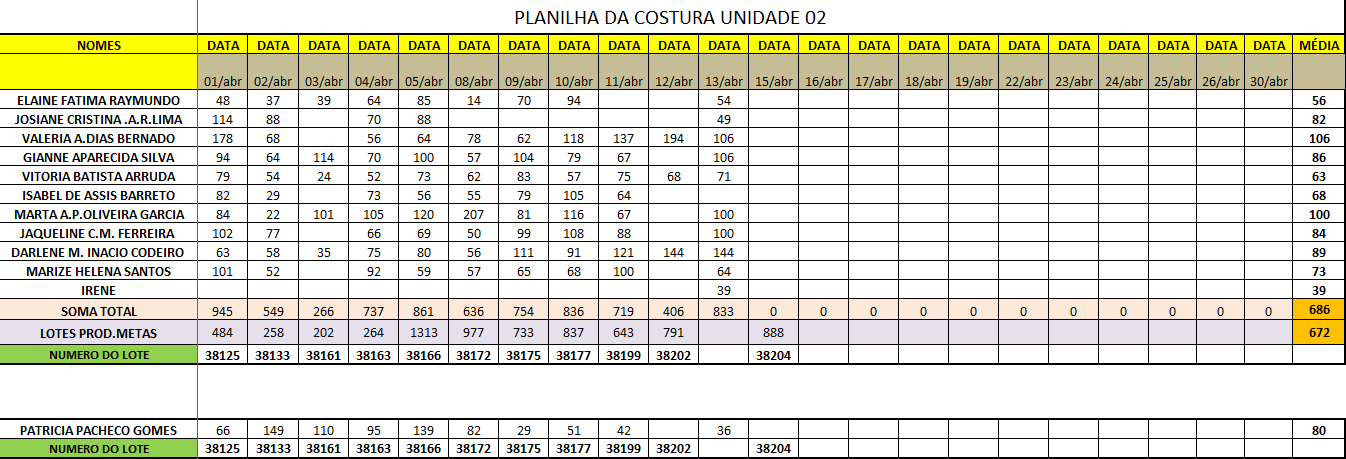 PLANILHA DA COSTURA UNIDADE 02
NOMES DATA DATA DATA DATA DATA DATA DATA DATA DATA DATA DATA DATA DATA DATA DATA DATA DATA DATA DATA DATA DATA DATA MÉDIA
01/abr 02/abr 03/abr 04/abr 05/abr 08/abr 09/abr 10/abr 11/abr 12/abr 13/abr 15/abr 16/abr 17/abr 18/abr 19/abr 22/abr 23/abr 24/abr 25/abr 26/abr 30/abr
ELAINE FATIMA RAYMUNDO 48 37 39 64 85 14 70 94 54 56
JOSIANE CRISTINA .A.R.LIMA 114 88 70 88 49 82
VALERIA A.DIAS BERNADO 178 68 56 64 78 62 118 137 194 106 106
GIANNE APARECIDA SILVA 94 64 114 70 100 57 104 79 67 106 86
VITORIA BATISTA ARRUDA 79 54 24 52 73 62 83 57 75 68 71 63
ISABEL DE ASSIS BARRETO 82 29 73 56 55 79 105 64 68
MARTA A.P.OLIVEIRA GARCIA 84 22 101 105 120 207 81 116 67 100 100
JAQUELINE C.M. FERREIRA 102 77 66 69 50 99 108 88 100 84
DARLENE M. INACIO CODEIRO 63 58 35 75 80 56 111 91 121 144 144 89
MARIZE HELENA SANTOS 101 52 92 59 57 65 68 100 64 73
IRENE 39 39
SOMA TOTAL 945 549 266 737 861 636 754 836 719 406 833 0 0 0 0 0 0 0 0 0 0 0 686
LOTES PROD.METAS 484 258 202 264 1313 977 733 837 643 791 888 672
NUMERO DO LOTE 38125 38133 38161 38163 38166 38172 38175 38177 38199 38202 38204
PATRICIA PACHECO GOMES 66 149 110 95 139 82 29 51 42 36 80
NUMERO DO LOTE 38125 38133 38161 38163 38166 38172 38175 38177 38199 38202 38204